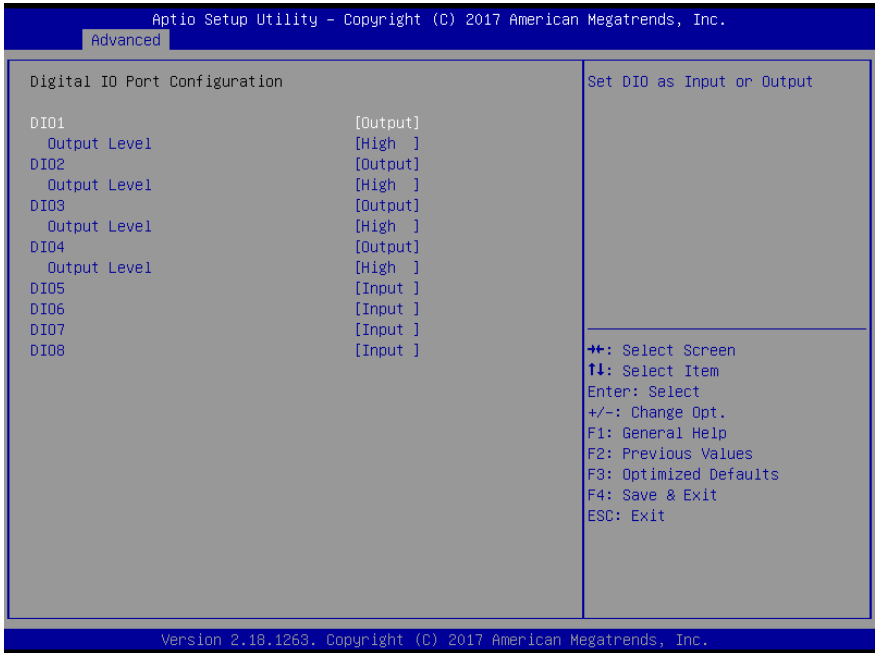 Aptio Setup Utility – Copyright (C) 2017 American Megatrends, Inc.
Advanced
Digital IO Port Configuration
DIO1 [Output]
Output Level [High ]
DIO2 [Output]
Output Level [High ]
DIO3 [Output]
Output Level [High ]
DIO4 [Output]
Output Level [High ]
DIO5 [Input ]
DIO6 [Input ]
DIO7 [Input ]
DIO8 [Input ]
Set DIO as Input or Output
→←: Select Screen
↑↓: Select Item
Enter: Select
+/-: Change Opt.
F1: General Help
F2: Previous Values
F3: Optimized Defaults
F4: Save & Exit
ESC: Exit
Version 2.18.1263. Copyright (C) 2017 American Megatrends, Inc.